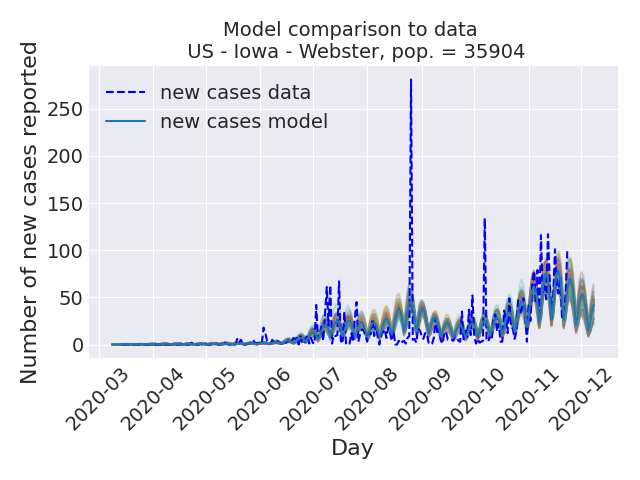 Model comparison to data
US - Iowa - Webster, pop. = 35904
Number of new cases reported
250
200
150
100
50
0
new cases data
new cases model
2020-03
2020-04
2020-05
2020-06
2020-07
2020-08
2020-09
2020-10
2020-11
2020-12
Day